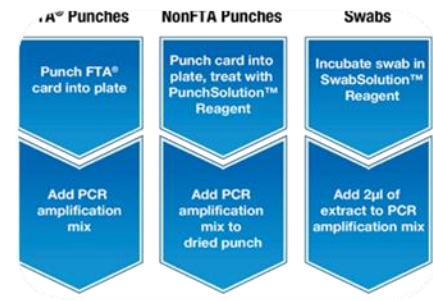 Punches
NonFTA Punches
Swabs
Punch FTA®
card into plate
Punch card into
plate, treat with
PunchSolution™
Reagent
Incubate swab in
SwabSolution™
Reagent
Add PCR
amplification
mix
Add PCR
amplification
mix to
dried punch
Add 2µl of
extract to PCR
amplification mix